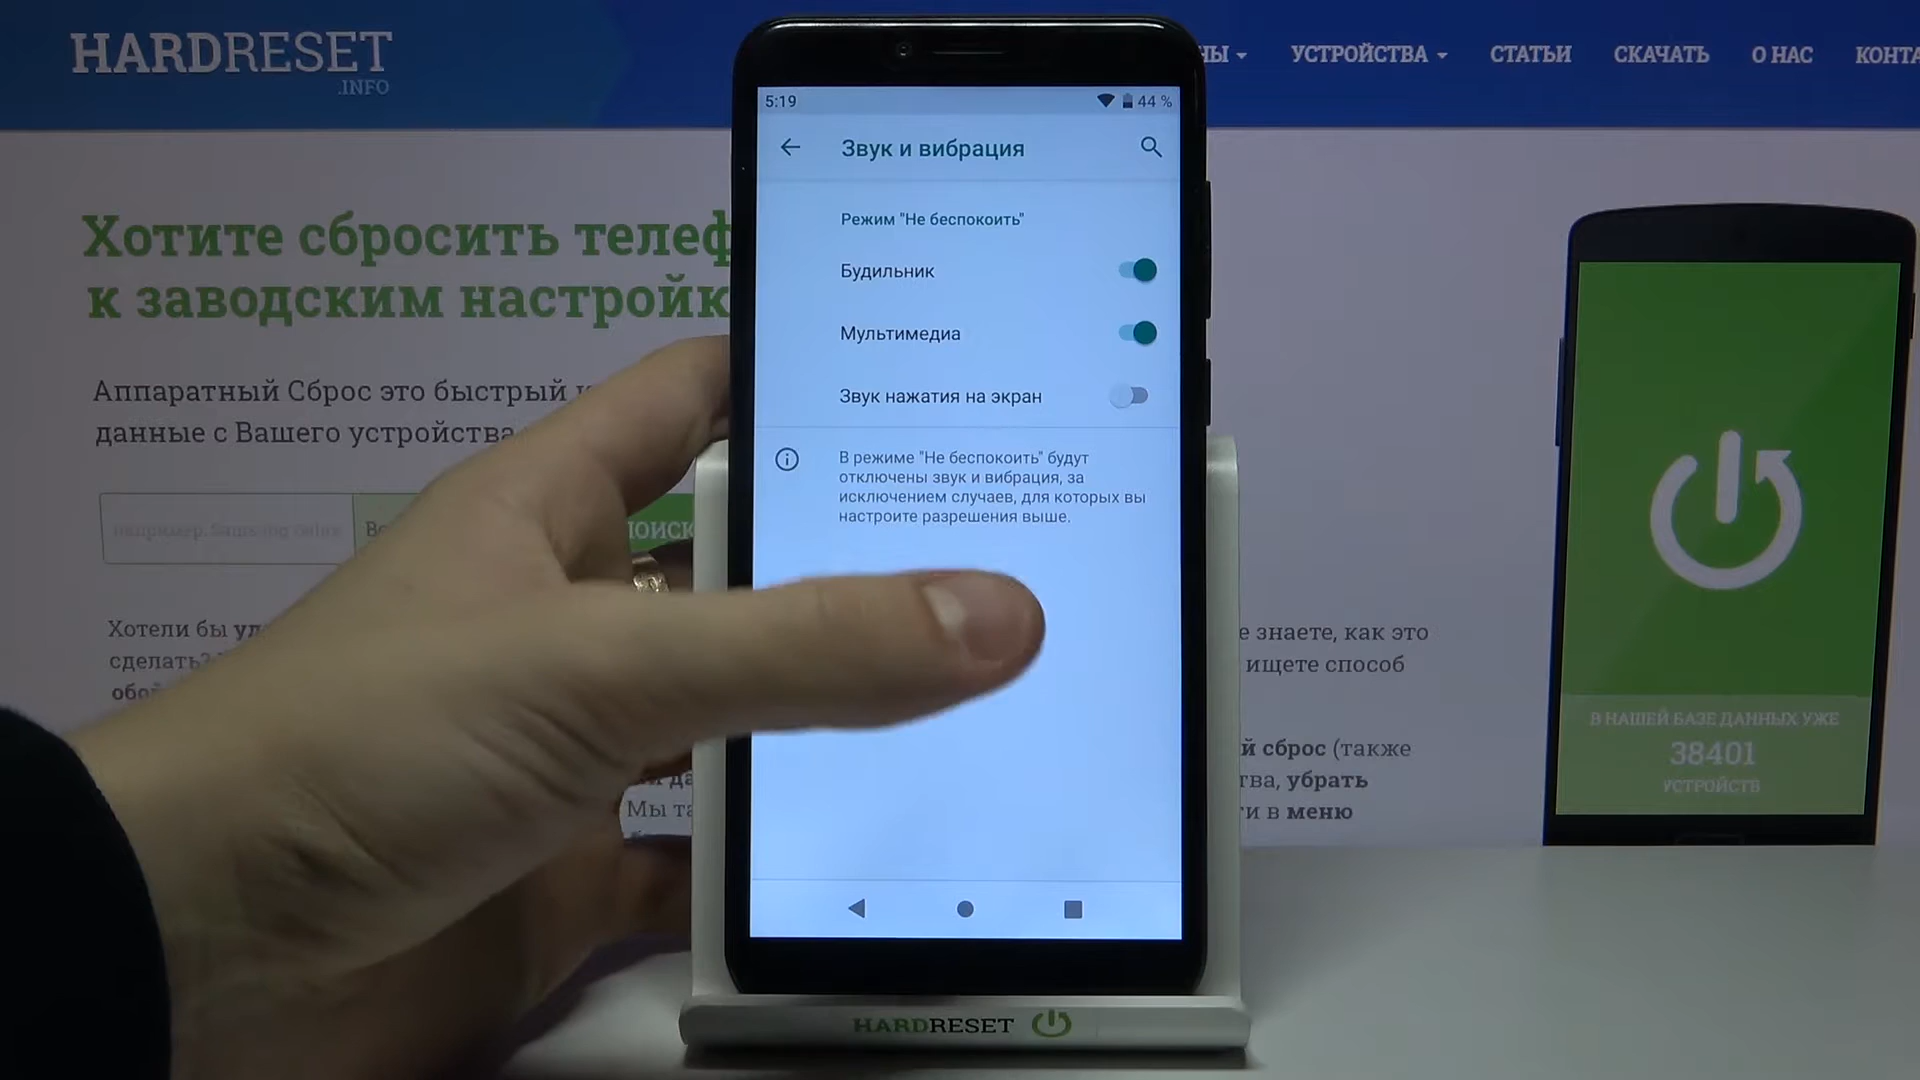 HARDRESET
.INFO
УСТРОЙСТВА
СТАТЬИ
СКАЧАТЬ
О НАС
Хотите сбросить
к заводским
Аппаратный Сброс это быстрый
данные с Вашего устройства
Хотели бы
сделать?
5:19
44 %
Звук и вибрация
Режим "Не беспокоить"
Будильник
Мультимедиа
Звук нажатия на экран
В режиме "Не беспокоить" будут
отключены звук и вибрация, за
исключением случаев, для которых вы
настроите разрешения выше.
е знаете, как это
ищете способ
й сброс (также
тва, убрать
ти в меню
В НАШЕЙ БАЗЕ ДАННЫХ УЖЕ
38401
УСТРОЙСТВ
HARDRESET